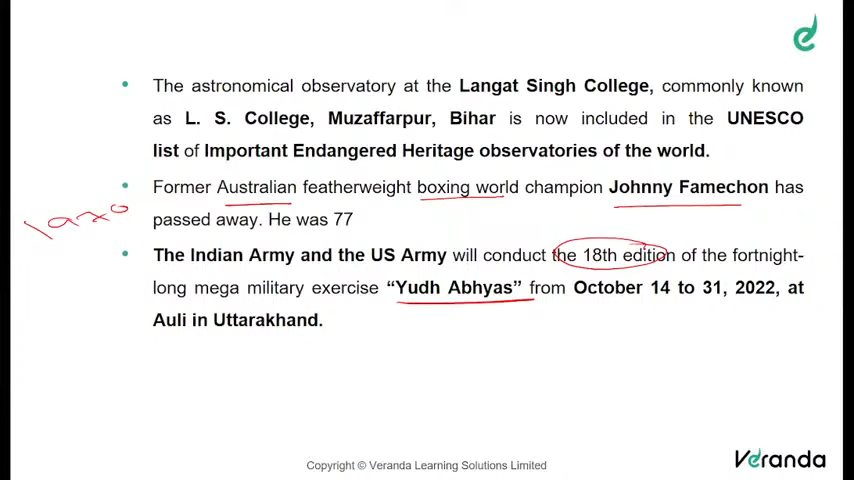 • The astronomical observatory at the Langat Singh College, commonly known
as L. S. College, Muzaffarpur, Bihar is now included in the UNESCO
list of Important Endangered Heritage observatories of the world.
• Former Australian featherweight boxing world champion Johnny Famechon has
passed away. He was 77
• The Indian Army and the US Army will conduct the 18th edition of the fortnight-
long mega military exercise “Yudh Abhyas” from October 14 to 31, 2022, at
Auli in Uttarakhand.
Copyright © Veranda Learning Solutions Limited
Veranda